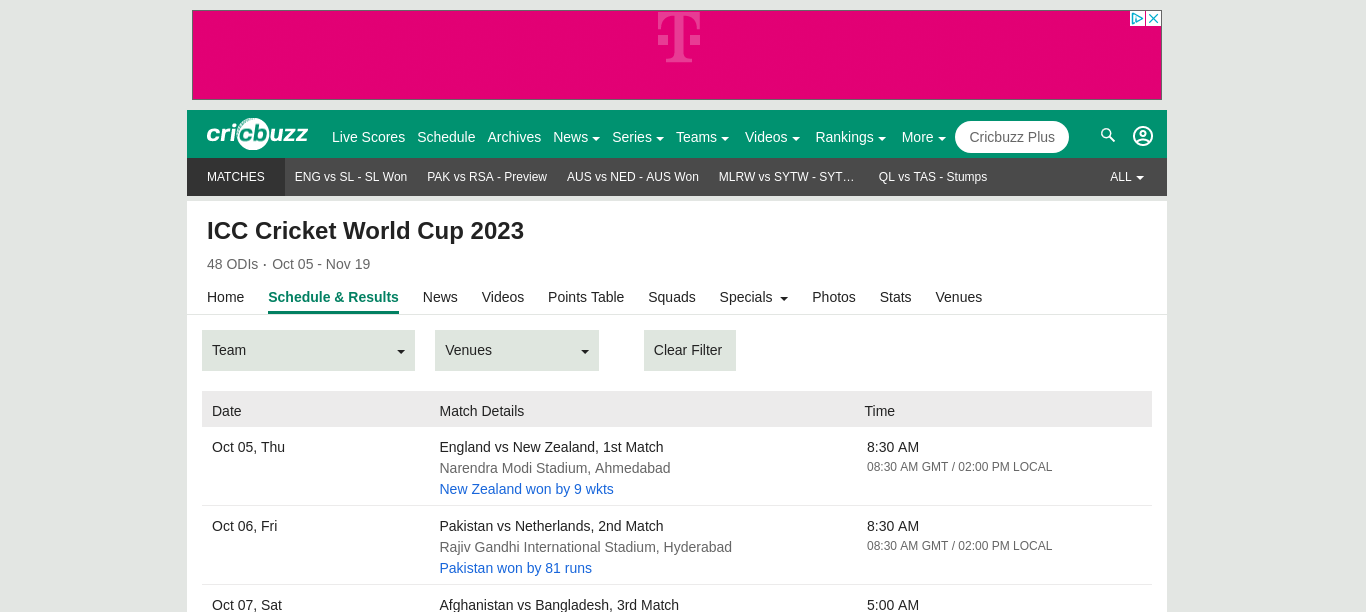 T
cricbuzz
Live Scores Schedule Archives News Series Teams Videos Rankings More Cricbuzz Plus
MATCHES ENG vs SL - SL Won PAK vs RSA - Preview AUS vs NED - AUS Won MLRW vs SYTW - SYT… QL vs TAS - Stumps ALL
ICC Cricket World Cup 2023
48 ODIs · Oct 05 - Nov 19
Home Schedule & Results News Videos Points Table Squads Specials Photos Stats Venues
Team Venues Clear Filter
Date Match Details Time
Oct 05, Thu England vs New Zealand, 1st Match 8:30 AM
Narendra Modi Stadium, Ahmedabad 08:30 AM GMT / 02:00 PM LOCAL
New Zealand won by 9 wkts
Oct 06, Fri Pakistan vs Netherlands, 2nd Match 8:30 AM
Rajiv Gandhi International Stadium, Hyderabad 08:30 AM GMT / 02:00 PM LOCAL
Pakistan won by 81 runs
Oct 07, Sat Afghanistan vs Bangladesh, 3rd Match 5:00 AM